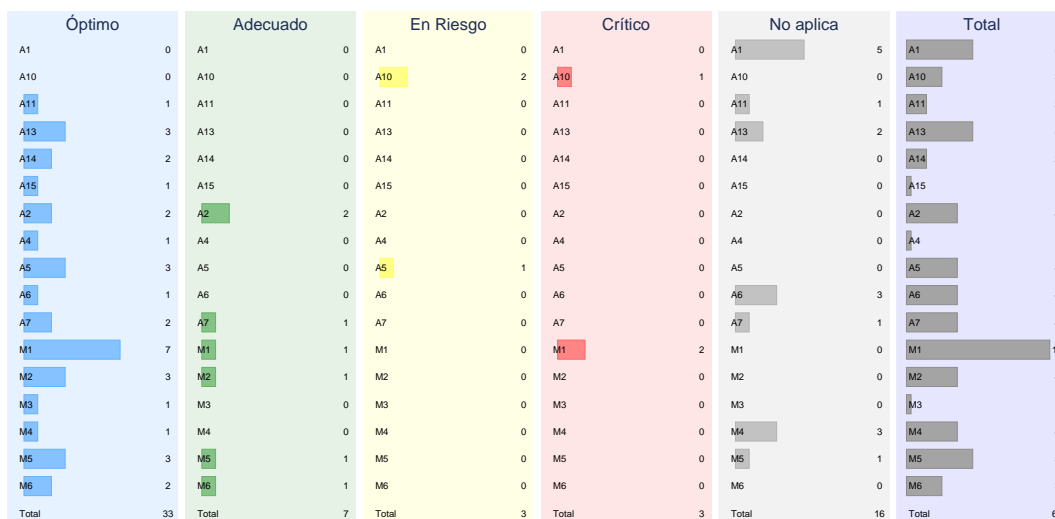 Óptimo Adecuado En Riesgo Crítico No aplica Total
A1 0 A1 0 A1 0 A1 0 A1 5 A1
A10 0 A10 0 A10 2 A10 1 A10 0 A10
A11 1 A11 0 A11 0 A11 0 A11 1 A11
A13 3 A13 0 A13 0 A13 0 A13 2 A13
A14 2 A14 0 A14 0 A14 0 A14 0 A14
A15 1 A15 0 A15 0 A15 0 A15 0 A15
A2 2 A2 2 A2 0 A2 0 A2 0 A2
A4 1 A4 0 A4 0 A4 0 A4 0 A4
A5 3 A5 0 A5 1 A5 0 A5 0 A5
A6 1 A6 0 A6 0 A6 0 A6 3 A6
A7 2 A7 1 A7 0 A7 0 A7 1 A7
M1 7 M1 1 M1 0 M1 2 M1 0 M1
M2 3 M2 1 M2 0 M2 0 M2 0 M2
M3 1 M3 0 M3 0 M3 0 M3 0 M3
M4 1 M4 0 M4 0 M4 0 M4 3 M4
M5 3 M5 1 M5 0 M5 0 M5 1 M5
M6 2 M6 1 M6 0 M6 0 M6 0 M6
Total 33 Total 7 Total 3 Total 3 Total 16 Total